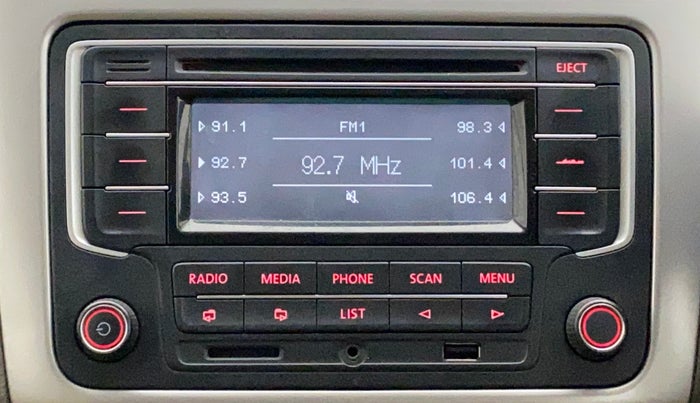 EJECT
91.1 FM1 98.3
92.7 92.7 MHz 101.4
93.5 106.4
RADIO MEDIA PHONE SCAN MENU
LIST